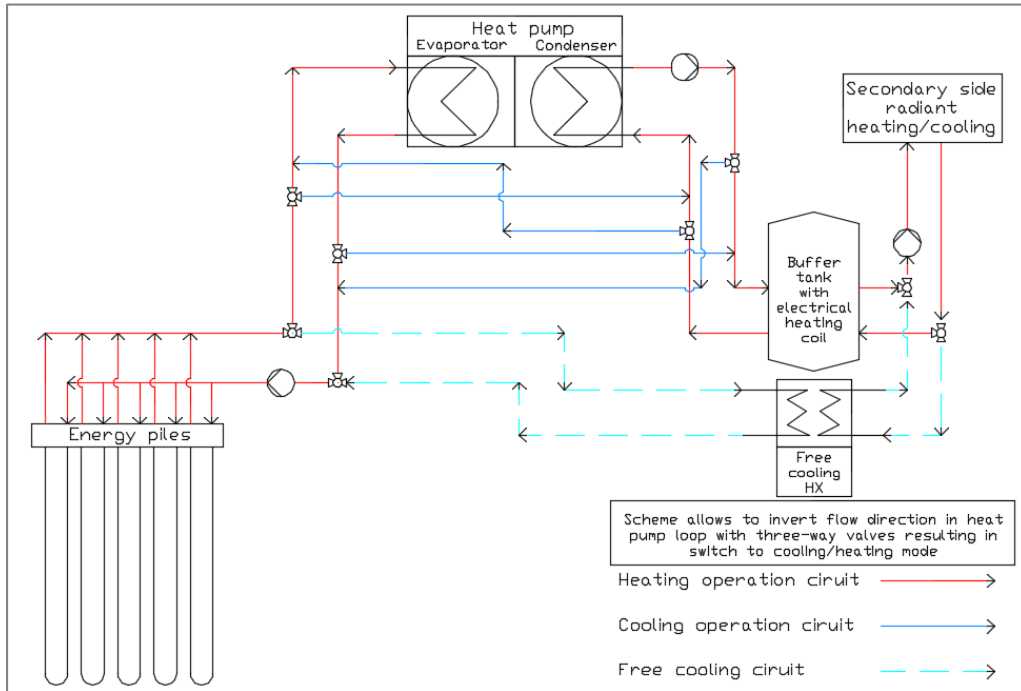 Heat pump
Evaporator Condenser
Secondary side
radiant
heating/cooling
Buffer
tank
with
electrical
heating
coil
Energy piles
Free
cooling
HX
Scheme allows to invert flow direction in heat
pump loop with three-way valves resulting in
switch to cooling/heating mode
Heating operation ciruit
Cooling operation ciruit
Free cooling ciruit